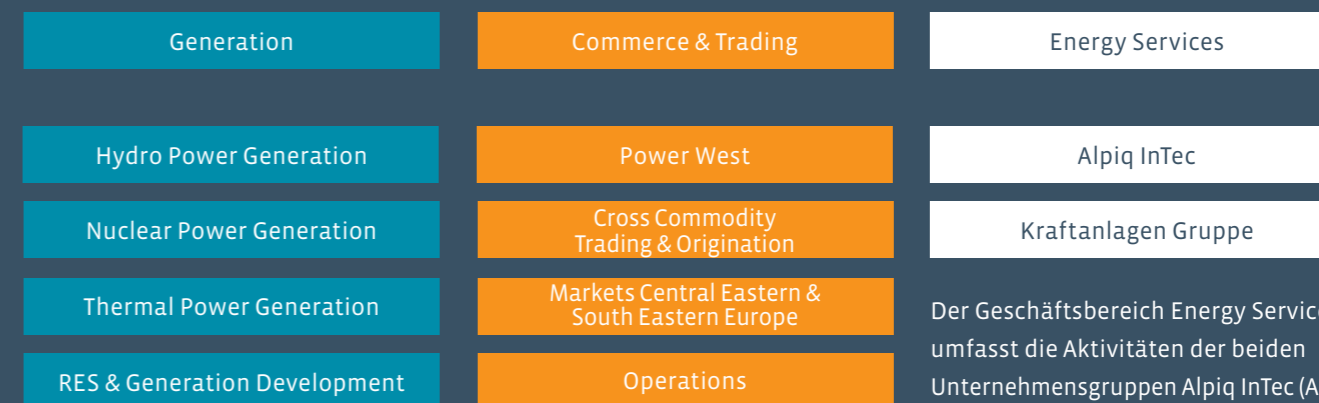 Generation
Commerce & Trading
Energy Services
Hydro Power Generation
Power West
Alpiq InTec
Nuclear Power Generation
Cross Commodity
Trading & Origination
Kraftanlagen Gruppe
Thermal Power Generation
Markets Central Eastern &
South Eastern Europe
RES & Generation Development
Operations
Der Geschäftsbereich Energy
umfasst die Aktivitäten der beiden
Unternehmensgruppen Alpiq InTec